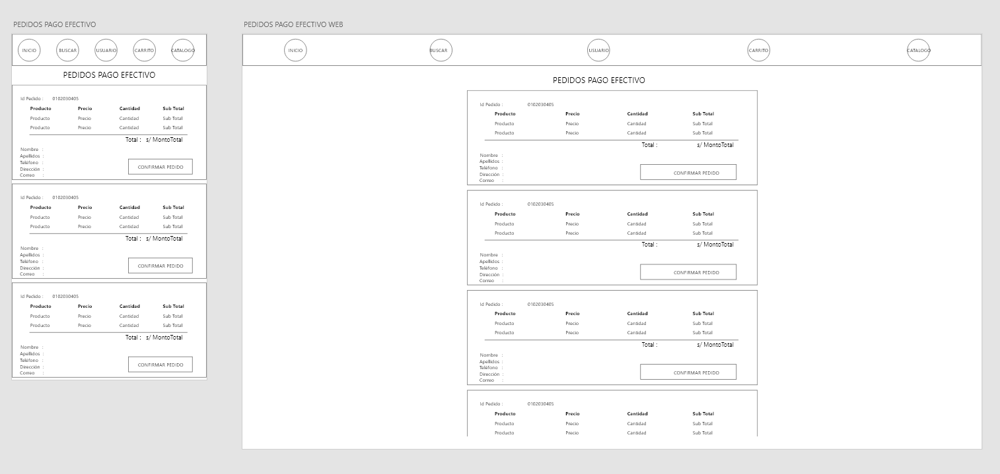 PEDIDOS PAGO EFECTIVO
INICIO BUSCAR USUARIO CARRITO CATALOGO
PEDIDOS PAGO EFECTIVO
Id Pedido : 0102030405
Producto Precio Cantidad Sub Total
Producto Precio Cantidad Sub Total
Producto Precio Cantidad Sub Total
Total : s/ MontoTotal
Nombre :
Apellidos :
Teléfono :
Dirección :
Correo :
CONFIRMAR PEDIDO
Id Pedido : 0102030405
Producto Precio Cantidad Sub Total
Producto Precio Cantidad Sub Total
Producto Precio Cantidad Sub Total
Total : s/ MontoTotal
Nombre :
Apellidos :
Teléfono :
Dirección :
Correo :
CONFIRMAR PEDIDO
Id Pedido : 0102030405
Producto Precio Cantidad Sub Total
Producto Precio Cantidad Sub Total
Producto Precio Cantidad Sub Total
Total : s/ MontoTotal
Nombre :
Apellidos :
Teléfono :
Dirección :
Correo :
CONFIRMAR PEDIDO
PEDIDOS PAGO EFECTIVO WEB
INICIO BUSCAR USUARIO CARRITO CATALOGO
PEDIDOS PAGO EFECTIVO
Id Pedido : 0102030405
Producto Precio Cantidad Sub Total
Producto Precio Cantidad Sub Total
Producto Precio Cantidad Sub Total
Total : s/ MontoTotal
Nombre :
Apellidos :
Teléfono :
Dirección :
Correo :
CONFIRMAR PEDIDO
Id Pedido : 0102030405
Producto Precio Cantidad Sub Total
Producto Precio Cantidad Sub Total
Producto Precio Cantidad Sub Total
Total : s/ MontoTotal
Nombre :
Apellidos :
Teléfono :
Dirección :
Correo :
CONFIRMAR PEDIDO
Id Pedido : 0102030405
Producto Precio Cantidad Sub Total
Producto Precio Cantidad Sub Total
Producto Precio Cantidad Sub Total
Total : s/ MontoTotal
Nombre :
Apellidos :
Teléfono :
Dirección :
Correo :
CONFIRMAR PEDIDO
Id Pedido : 0102030405
Producto Precio Cantidad Sub Total
Producto Precio Cantidad Sub Total
Producto Precio Cantidad Sub Total